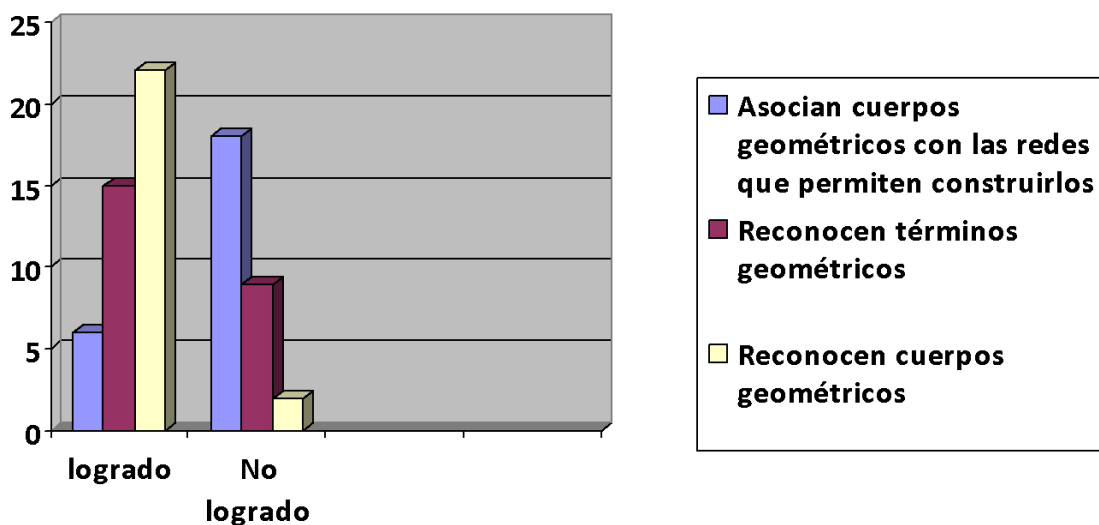 25
20
15
10
5
0
logrado
No
logrado
Asocian cuerpos
geométricos con las redes
que permiten construirlos
Reconocen términos
geométricos
Reconocen cuerpos
geométricos